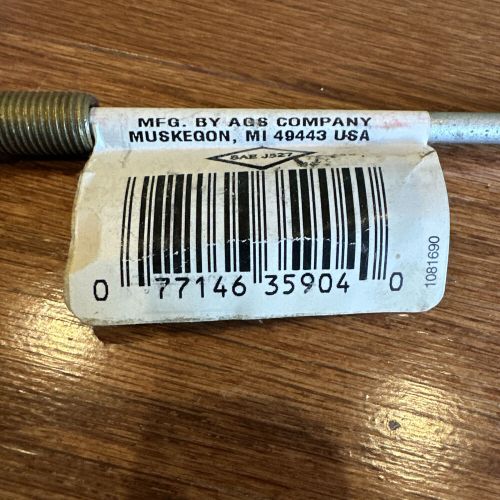 MFG. BY AGS COMPANY
MUSKEGON, MI 49443 USA
SAE J527
0 77146 35904 0
1081690